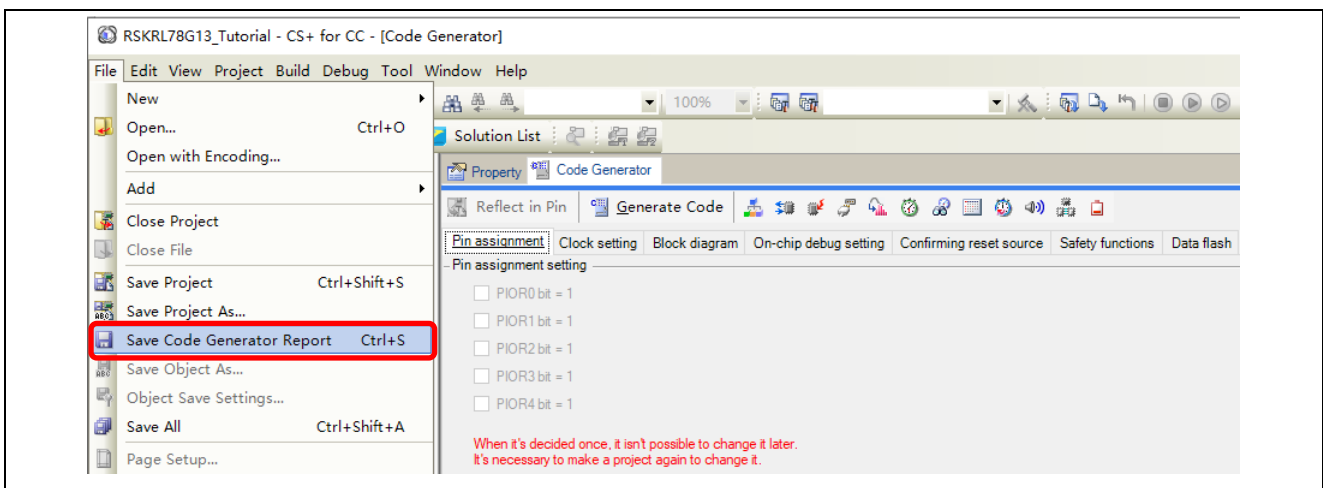 RSKRL78G13_Tutorial - CS+ for CC - [Code Generator]
File Edit View Project Build Debug Tool Window Help
New
Open... Ctrl+O
Open with Encoding...
Add
Close Project
Close File
Save Project Ctrl+Shift+S
Save Project As...
Save Code Generator Report Ctrl+S
Save Object As...
Object Save Settings...
Save All Ctrl+Shift+A
Page Setup...
100%
Solution List
Property Code Generator
Reflect in Pin Generate Code
Pin assignment Clock setting Block diagram On-chip debug setting Confirming reset source Safety functions Data flash
Pin assignment setting
PIOR0 bit = 1
PIOR1 bit = 1
PIOR2 bit = 1
PIOR3 bit = 1
PIOR4 bit = 1
When it's decided once, it isn't possible to change it later.
It's necessary to make a project again to change it.